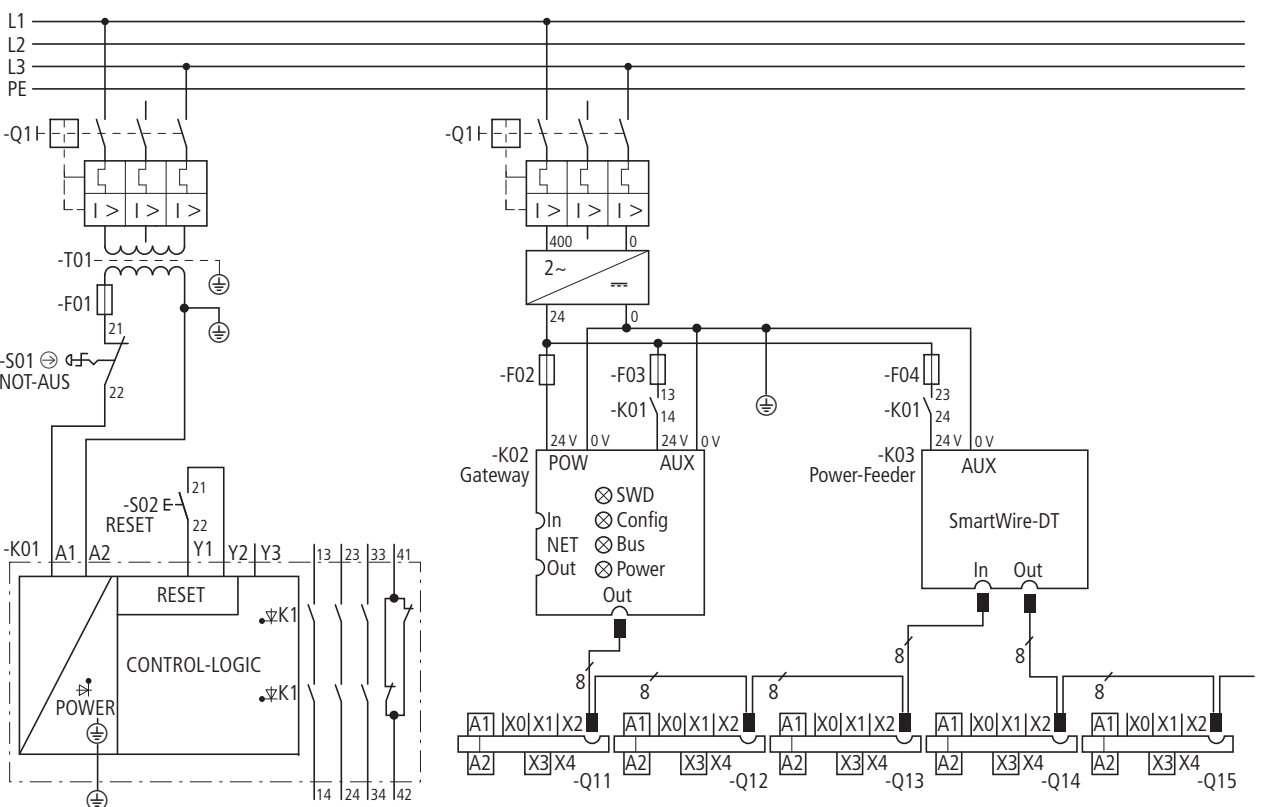 L1
L2
L3
PE
-Q1
I > I > I >
-T01
-F01
21
-S01
NOT-AUS
22
21
-S02 E
RESET
22
-K01 A1 A2 Y1 Y2 Y3 13 23 33 41
RESET
K1
CONTROL-LOGIC
K1
POWER
14 24 34 42
-Q1
I > I > I >
400 0
2~
24 0
-F02 -F03 -F04
13 23
-K01 14 -K01 24
24 V 0 V 24 V 0 V 24 V 0 V
-K02 POW AUX
Gateway
SWD
In Config
NET Bus
Out Power
Out
-K03 AUX
Power-Feeder
SmartWire-DT
In Out
8 8 8 8 8 8
A1 X0 X1 X2 A1 X0 X1 X2 A1 X0 X1 X2 A1 X0 X1 X2 A1 X0 X1 X2
A2 X3 X4 A2 X3 X4 A2 X3 X4 A2 X3 X4 A2 X3 X4
-Q11 -Q12 -Q13 -Q14 -Q15